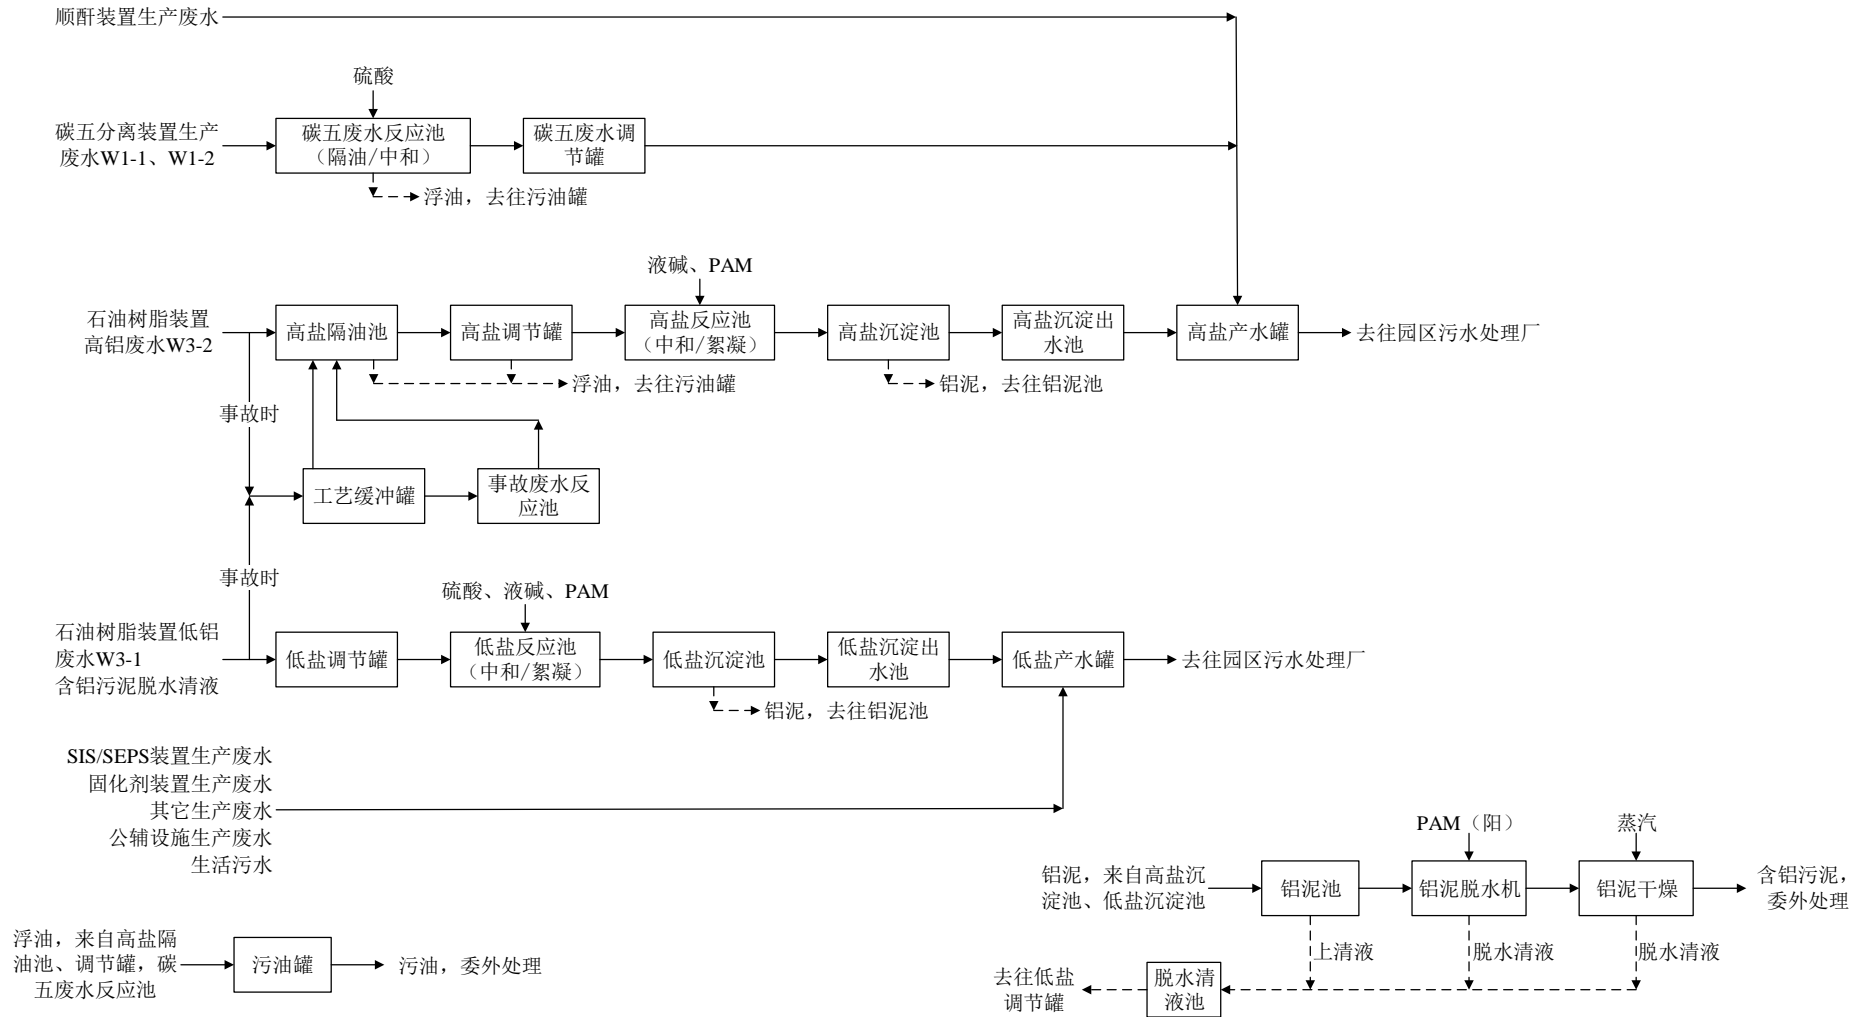 顺酐装置生产废水
硫酸
碳五分离装置生产
废水W1-1、W1-2
碳五废水反应池
（隔油/中和）
碳五废水调
节罐
浮油，去往污油罐
液碱、PAM
石油树脂装置
高铝废水W3-2
高盐隔油池
高盐调节罐
高盐反应池
（中和/絮凝）
高盐沉淀池
高盐沉淀出
水池
高盐产水罐
去往园区污水处理厂
浮油，去往污油罐
铝泥，去往铝泥池
事故时
工艺缓冲罐
事故废水反
应池
事故时
硫酸、液碱、PAM
石油树脂装置低铝
废水W3-1
含铝污泥脱水清液
低盐调节罐
低盐反应池
（中和/絮凝）
低盐沉淀池
低盐沉淀出
水池
低盐产水罐
去往园区污水处理厂
铝泥，去往铝泥池
SIS/SEPS装置生产废水
固化剂装置生产废水
其它生产废水
公辅设施生产废水
生活污水
PAM（阳）
蒸汽
铝泥，来自高盐沉
淀池、低盐沉淀池
铝泥池
铝泥脱水机
铝泥干燥
含铝污泥，
委外处理
上清液
脱水清液
脱水清液
去往低盐
调节罐
脱水清
液池
浮油，来自高盐隔
油池、调节罐，碳
五废水反应池
污油罐
污油，委外处理